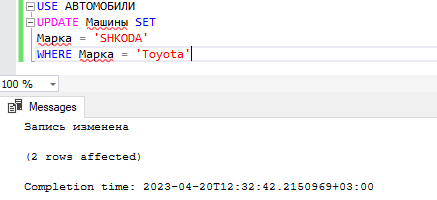 USE АВТОМОБИЛИ
UPDATE Машины SET
Марка = 'SHKODA'
WHERE Марка = 'Toyota'
100 %
Messages
Запись изменена
(2 rows affected)
Completion time: 2023-04-20T12:32:42.2150969+03:00